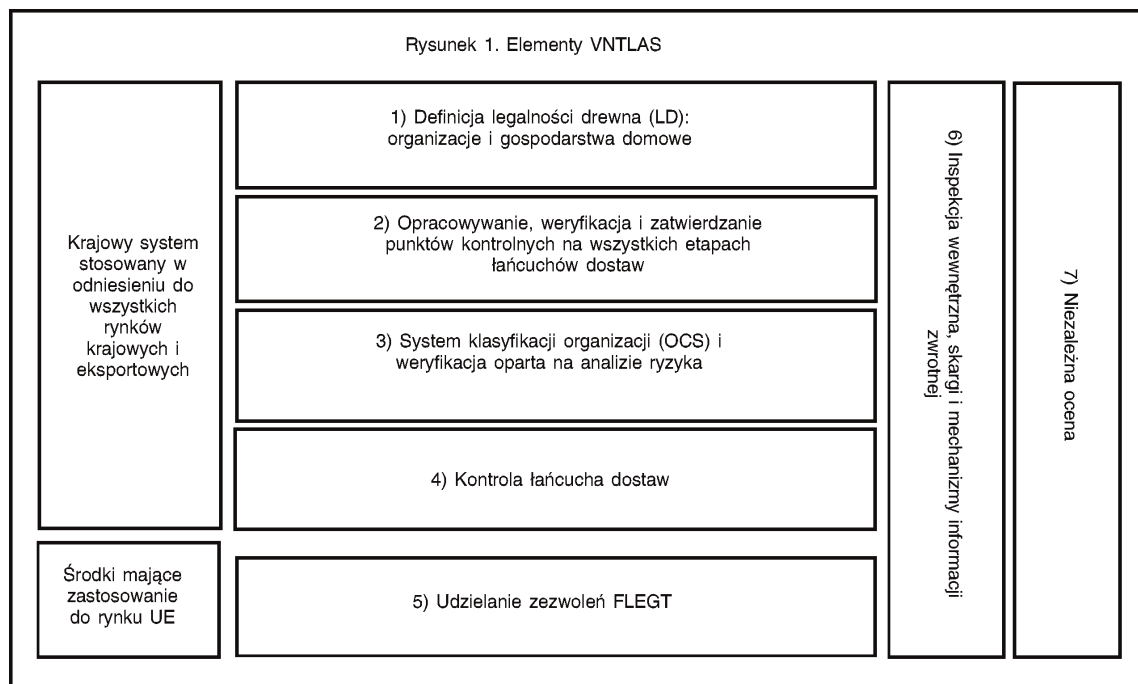 Rysunek 1. Elementy VNTLAS
Krajowy system
stosowany w
odniesieniu do
wszystkich
rynków
krajowych i
eksportowych
1) Definicja legalności drewna (LD):
organizacje i gospodarstwa domowe
2) Opracowywanie, weryfikacja i zatwierdzanie
punktów kontrolnych na wszystkich etapach
łańcuchów dostaw
3) System klasyfikacji organizacji (OCS) i
weryfikacja oparta na analizie ryzyka
4) Kontrola łańcucha dostaw
Środki mające
zastosowanie
do rynku UE
5) Udzielanie zezwoleń FLEGT
6) Inspekcja wewnętrzna, skargi i mechanizmy informacji
zwrotnej
7) Niezależna ocena